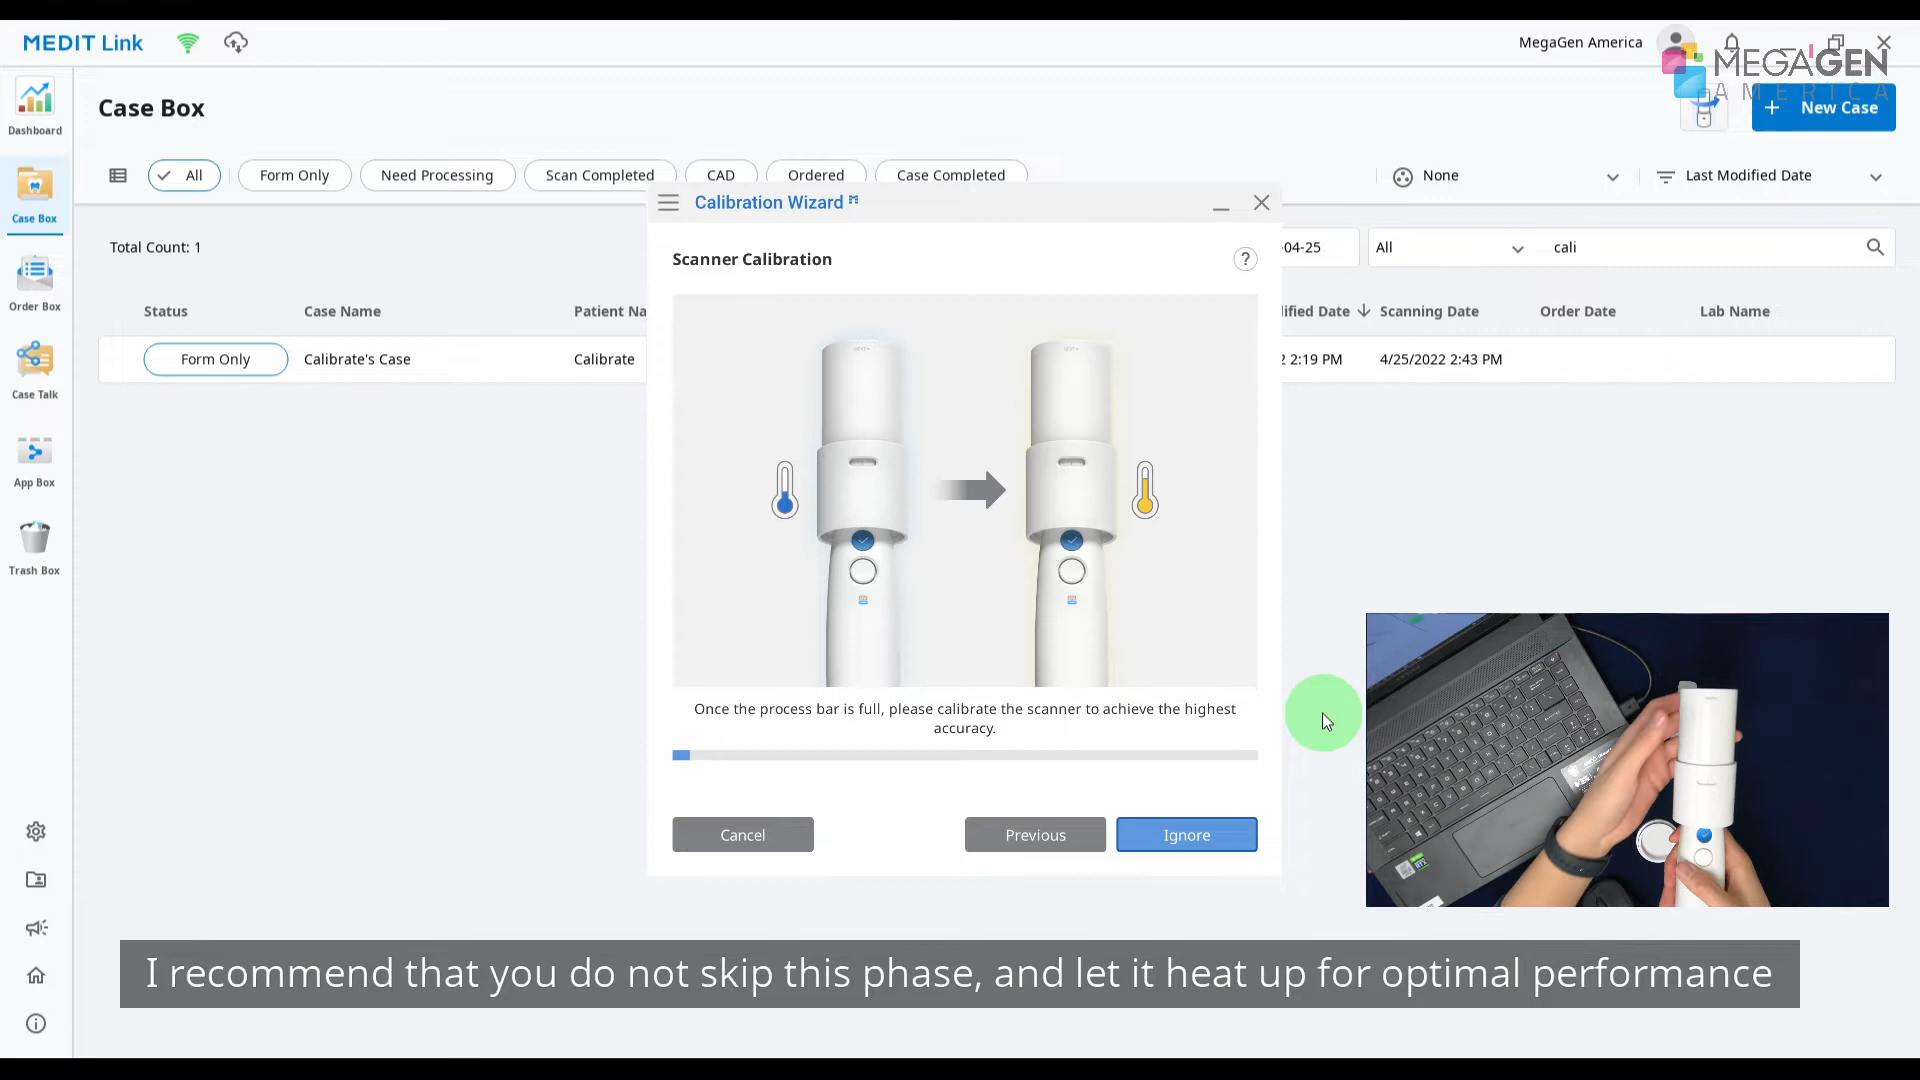 MEDIT Link
MegaGen America
MEGA'GEN
AMERICA
Dashboard
Case Box
New Case
All
Form Only
Need Processing
Scan Completed
CAD
Ordered
Case Completed
None
Last Modified Date
Case Box
Calibration Wizard
Total Count: 1
Scanner Calibration
?
-04-25
All
cali
Order Box
Status
Case Name
Patient Na
ified Date
Scanning Date
Order Date
Lab Name
Form Only
Calibrate's Case
Calibrate
2 2:19 PM
4/25/2022 2:43 PM
Case Talk
App Box
Trash Box
Once the process bar is full, please calibrate the scanner to achieve the highest
accuracy.
Cancel
Previous
Ignore
I recommend that you do not skip this phase, and let it heat up for optimal performance